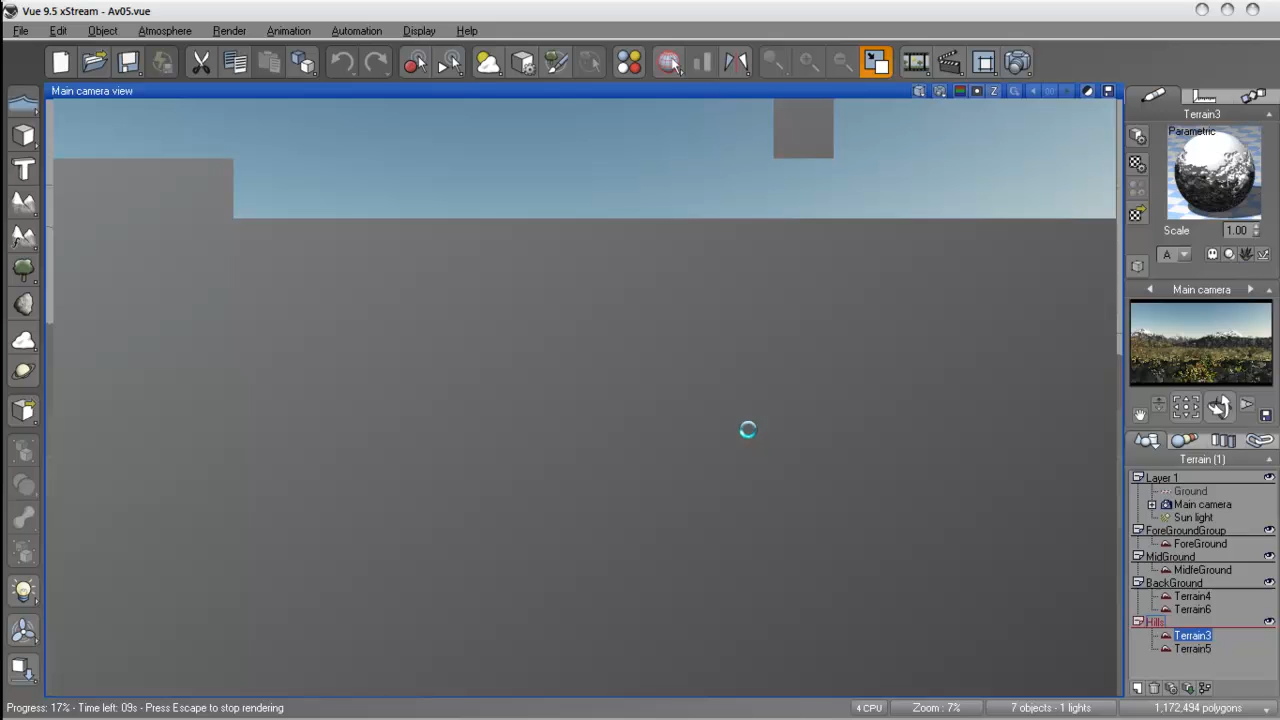 Vue 9.5 xStream - Av05.vue
File Edit Object Atmosphere Render Animation Automation Display Help
Main camera view
Z
Terrain3
Parametric
Scale 1.00
A
Main camera
Terrain (1)
Layer 1
Ground
Main camera
Sun light
ForeGroundGroup
ForeGround
MidGround
MidfeGround
BackGround
Terrain4
Terrain6
Hills
Terrain3
Terrain5
Progress: 17% - Time left: 09s - Press Escape to stop rendering
4 CPU
Zoom : 7%
7 objects - 1 lights
1,172,494 polygons